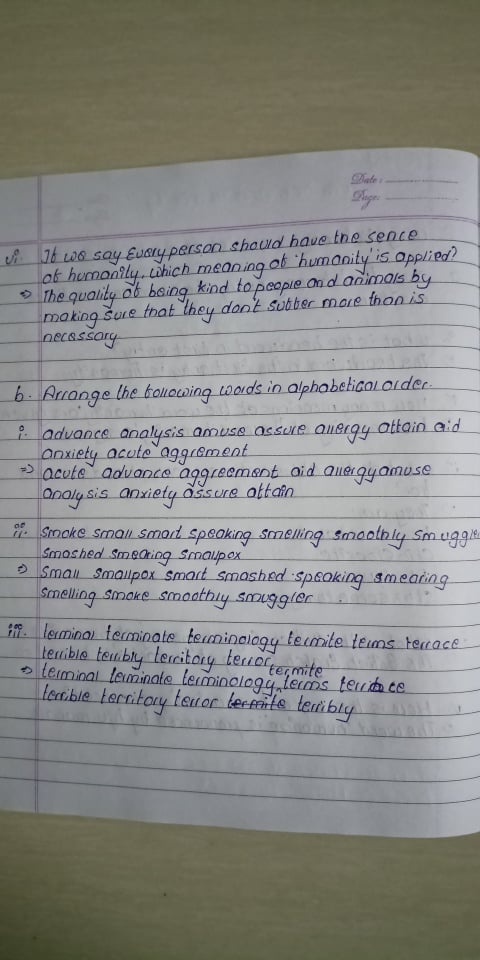 Date:
Page:
vi. If we say Every person should have the sence
of humanity, which meaning of 'humanity' is applied?
⇒ The quality of being kind to people and animals by
making sure that they don't suffer more than is
necessary.
b. Arrange the following words in alphabetical order.
i. advance analysis amuse assure allergy attain aid
anxiety acute aggrement
⇒ acute advance aggreement aid allergy amuse
analysis anxiety assure attain
ii. smoke small smart speaking smelling smoothly smuggler
smashed smearing smalpox
⇒ small smallpox smart smashed speaking smearing
smelling smoke smoothly smuggler
iii. terminal terminate terminology termite terms terrace
terrible terribly territory terror
termite
⇒ terminal terminate terminology, terms
terrible territory terror termite terribly